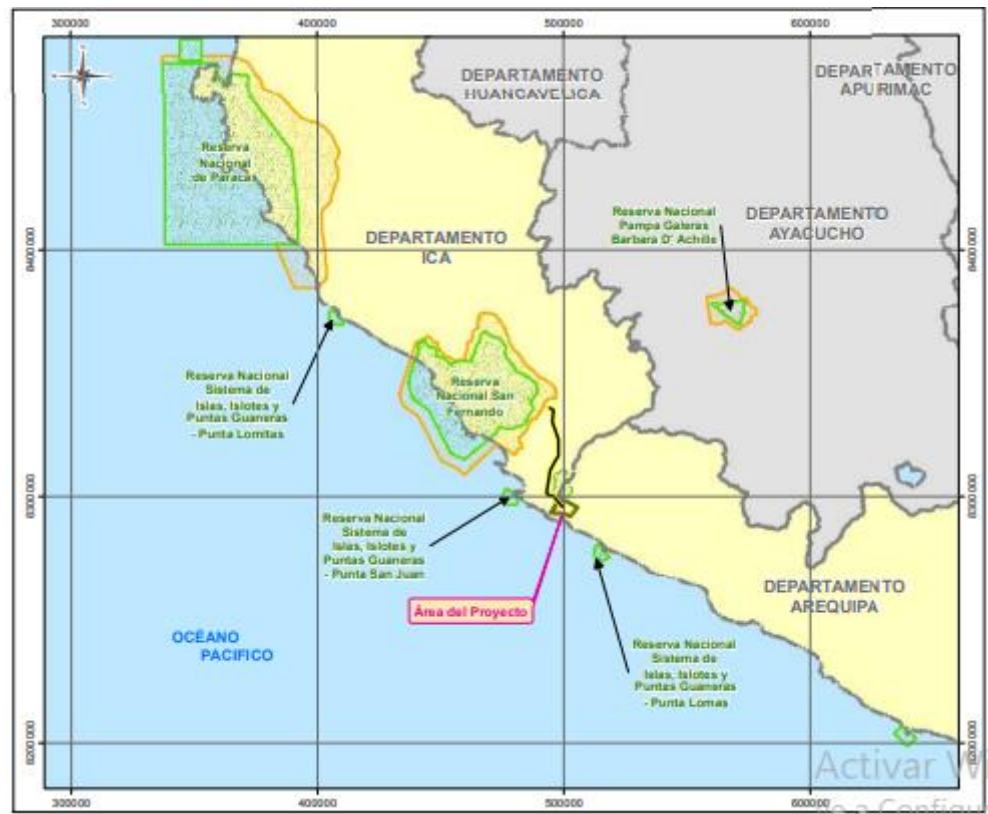 300000 400000 500000 600000
DEPARTAMENTO
HUANCAVELICA
DEPARTAMENTO
APURIMAC
Reserva
Nacional
de Paracas
Reserva Nacional
Pampa Galeras
Barbara D' Achille
DEPARTAMENTO
AYACUCHO
DEPARTAMENTO
ICA
8400000
8400000
Reserva Nacional
Sistema de
Islas, Islotes y
Puntas Guaneras
- Punta Lomitas
Reserva
Nacional San
Fernando
8300000
8300000
Reserva Nacional
Sistema de
Islas, Islotes y
Puntas Guaneras
- Punta San Juan
Área del Proyecto
DEPARTAMENTO
AREQUIPA
OCÉANO
PACIFICO
Reserva Nacional
Sistema de
Islas, Islotes y
Puntas Guaneras
- Punta Lomas
8200000
8200000
Activar W
300000 400000 500000 600000